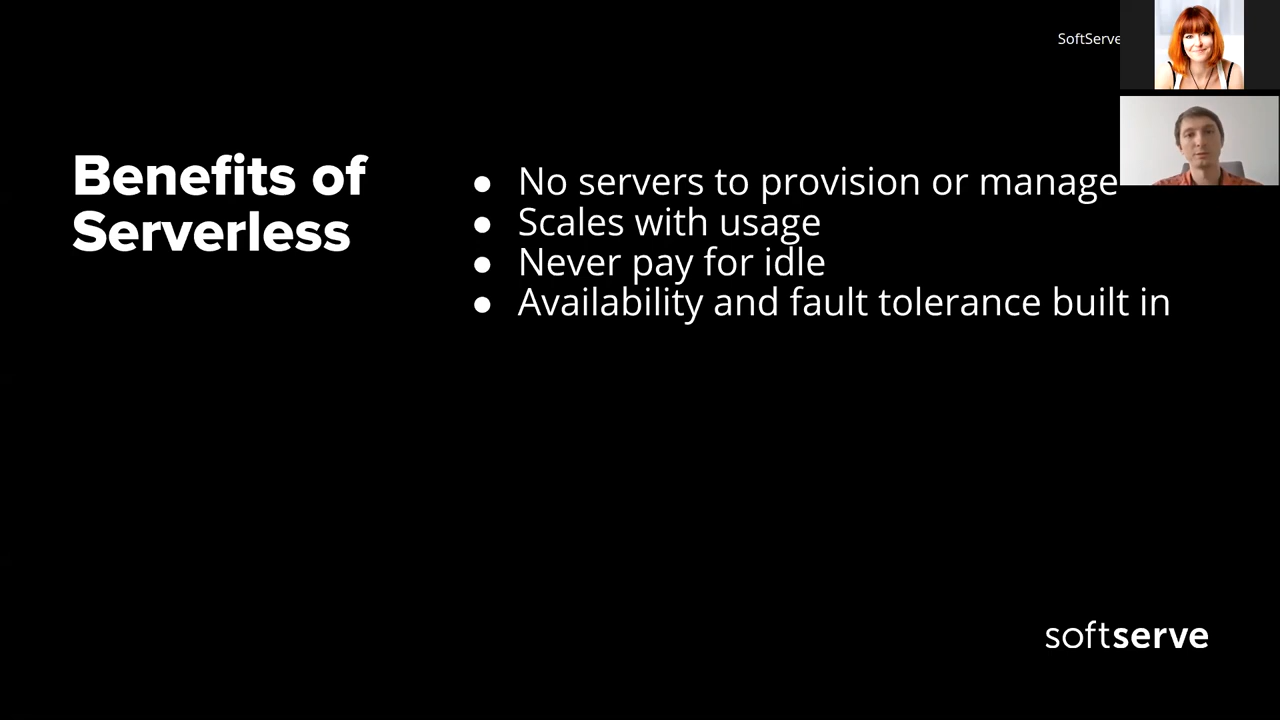 SoftServe
Benefits of
Serverless
● No servers to provision or manage
● Scales with usage
● Never pay for idle
● Availability and fault tolerance built in
softserve